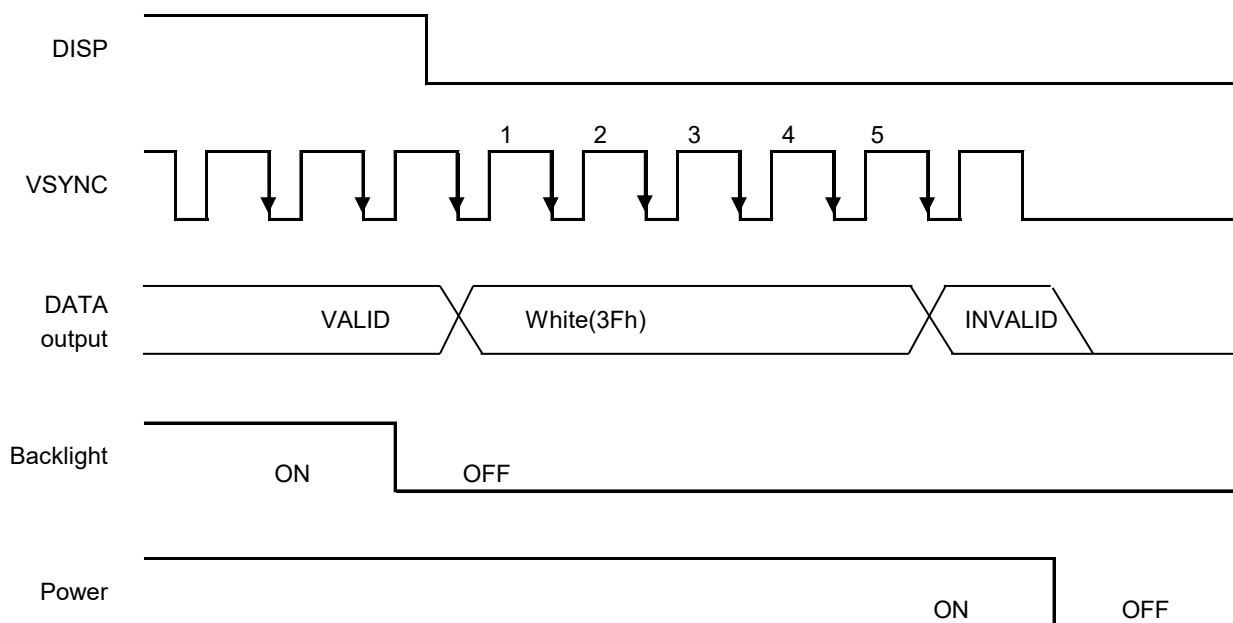 DISP
1 2 3 4 5
VSYNC
DATA
output
VALID White(3Fh) INVALID
Backlight
ON OFF
Power
ON OFF